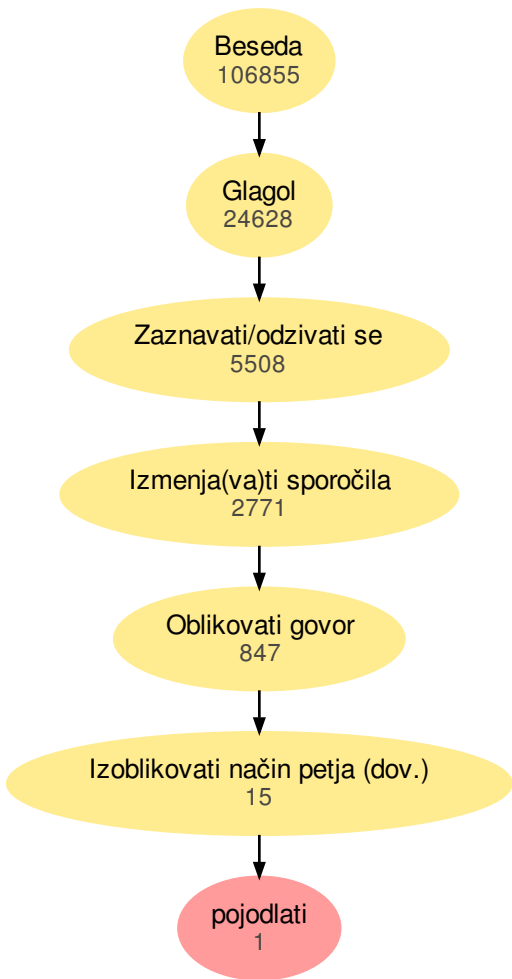 Beseda
106855
Glagol
24628
Zaznavati/odzivati se
5508
Izmenja(va)ti sporočila
2771
Oblikovati govor
847
Izoblikovati način petja (dov.)
15
pojodlati
1